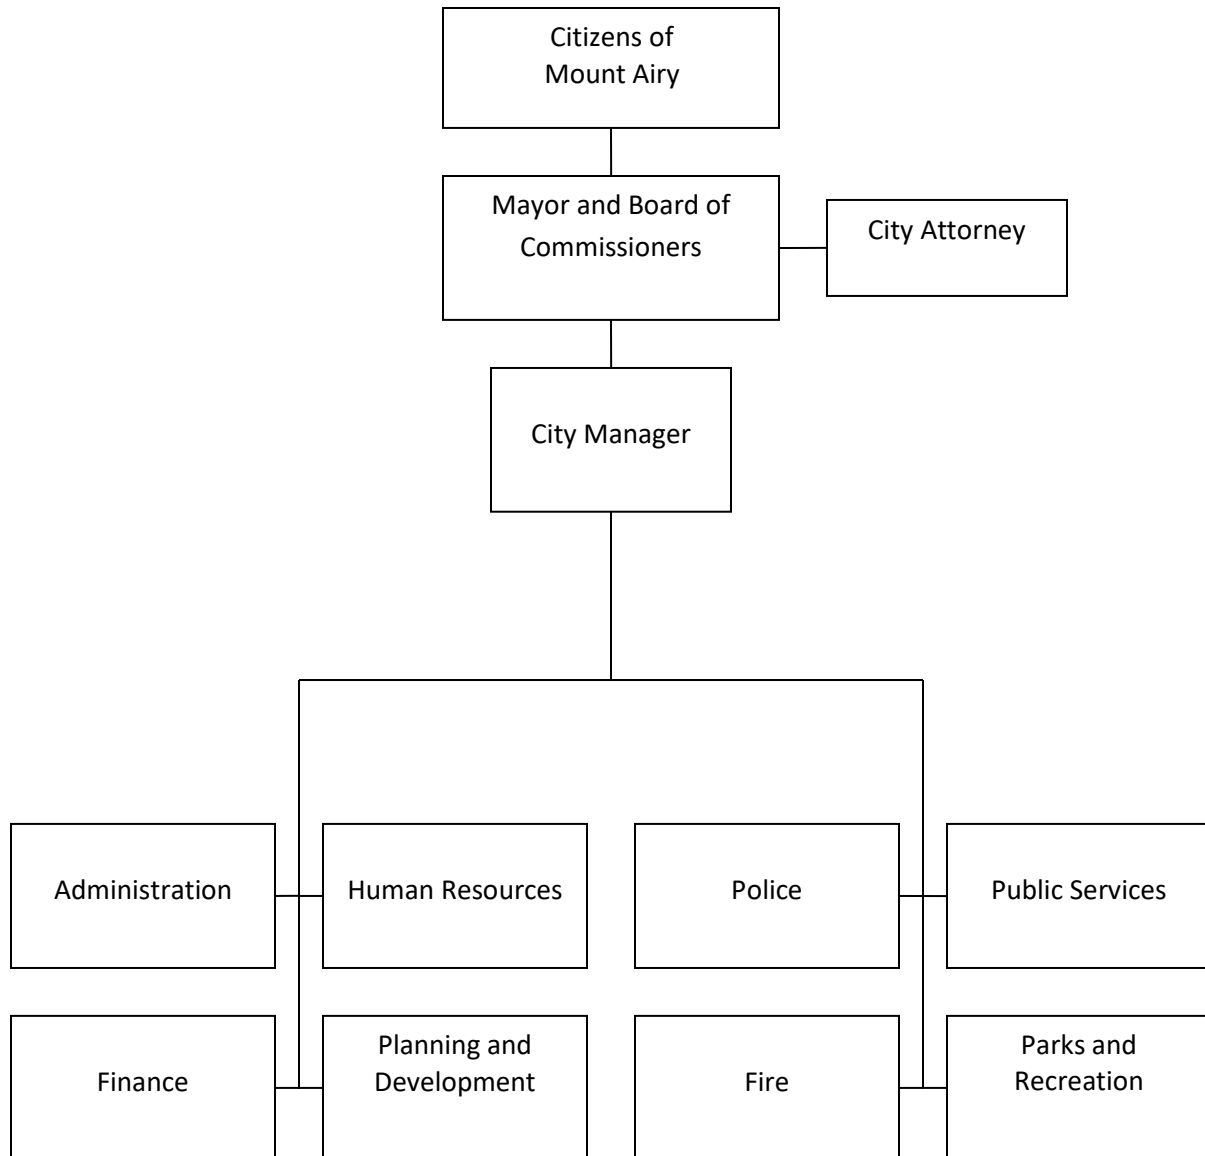 Citizens of
Mount Airy
Mayor and Board of
Commissioners
City Attorney
City Manager
Administration
Human Resources
Police
Public Services
Finance
Planning and
Development
Fire
Parks and
Recreation